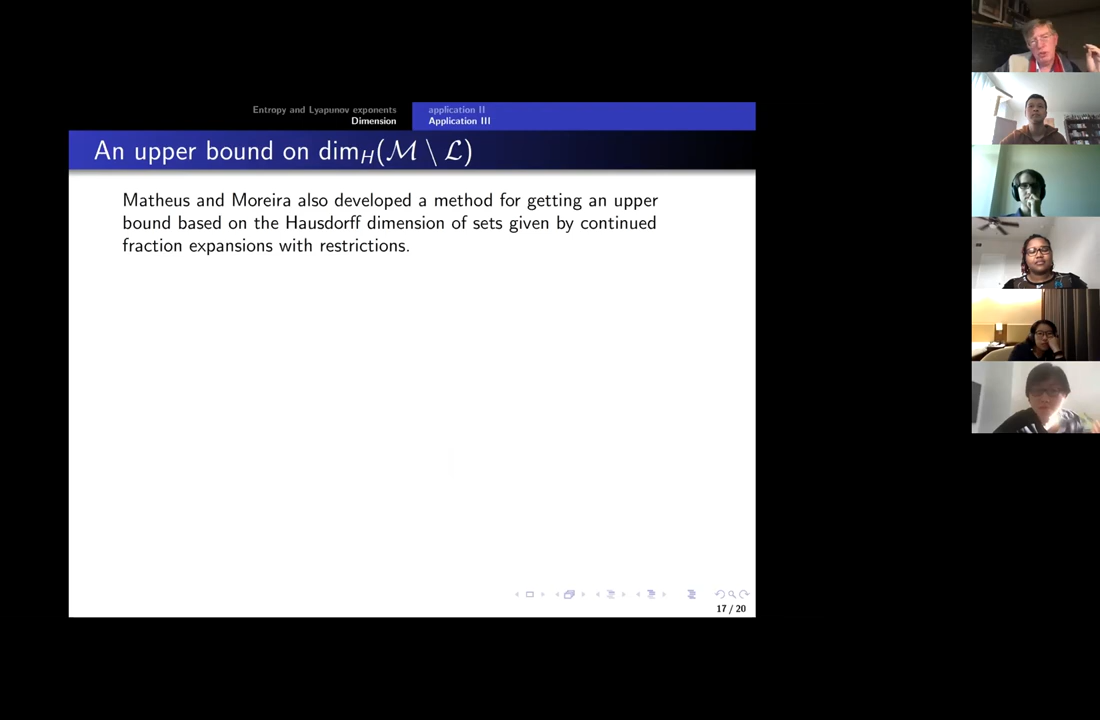 Entropy and Lyapunov exponents
Dimension
application II
Application III
An upper bound on dim_H(ℳ \ ℒ)
Matheus and Moreira also developed a method for getting an upper
bound based on the Hausdorff dimension of sets given by continued
fraction expansions with restrictions.
17 / 20